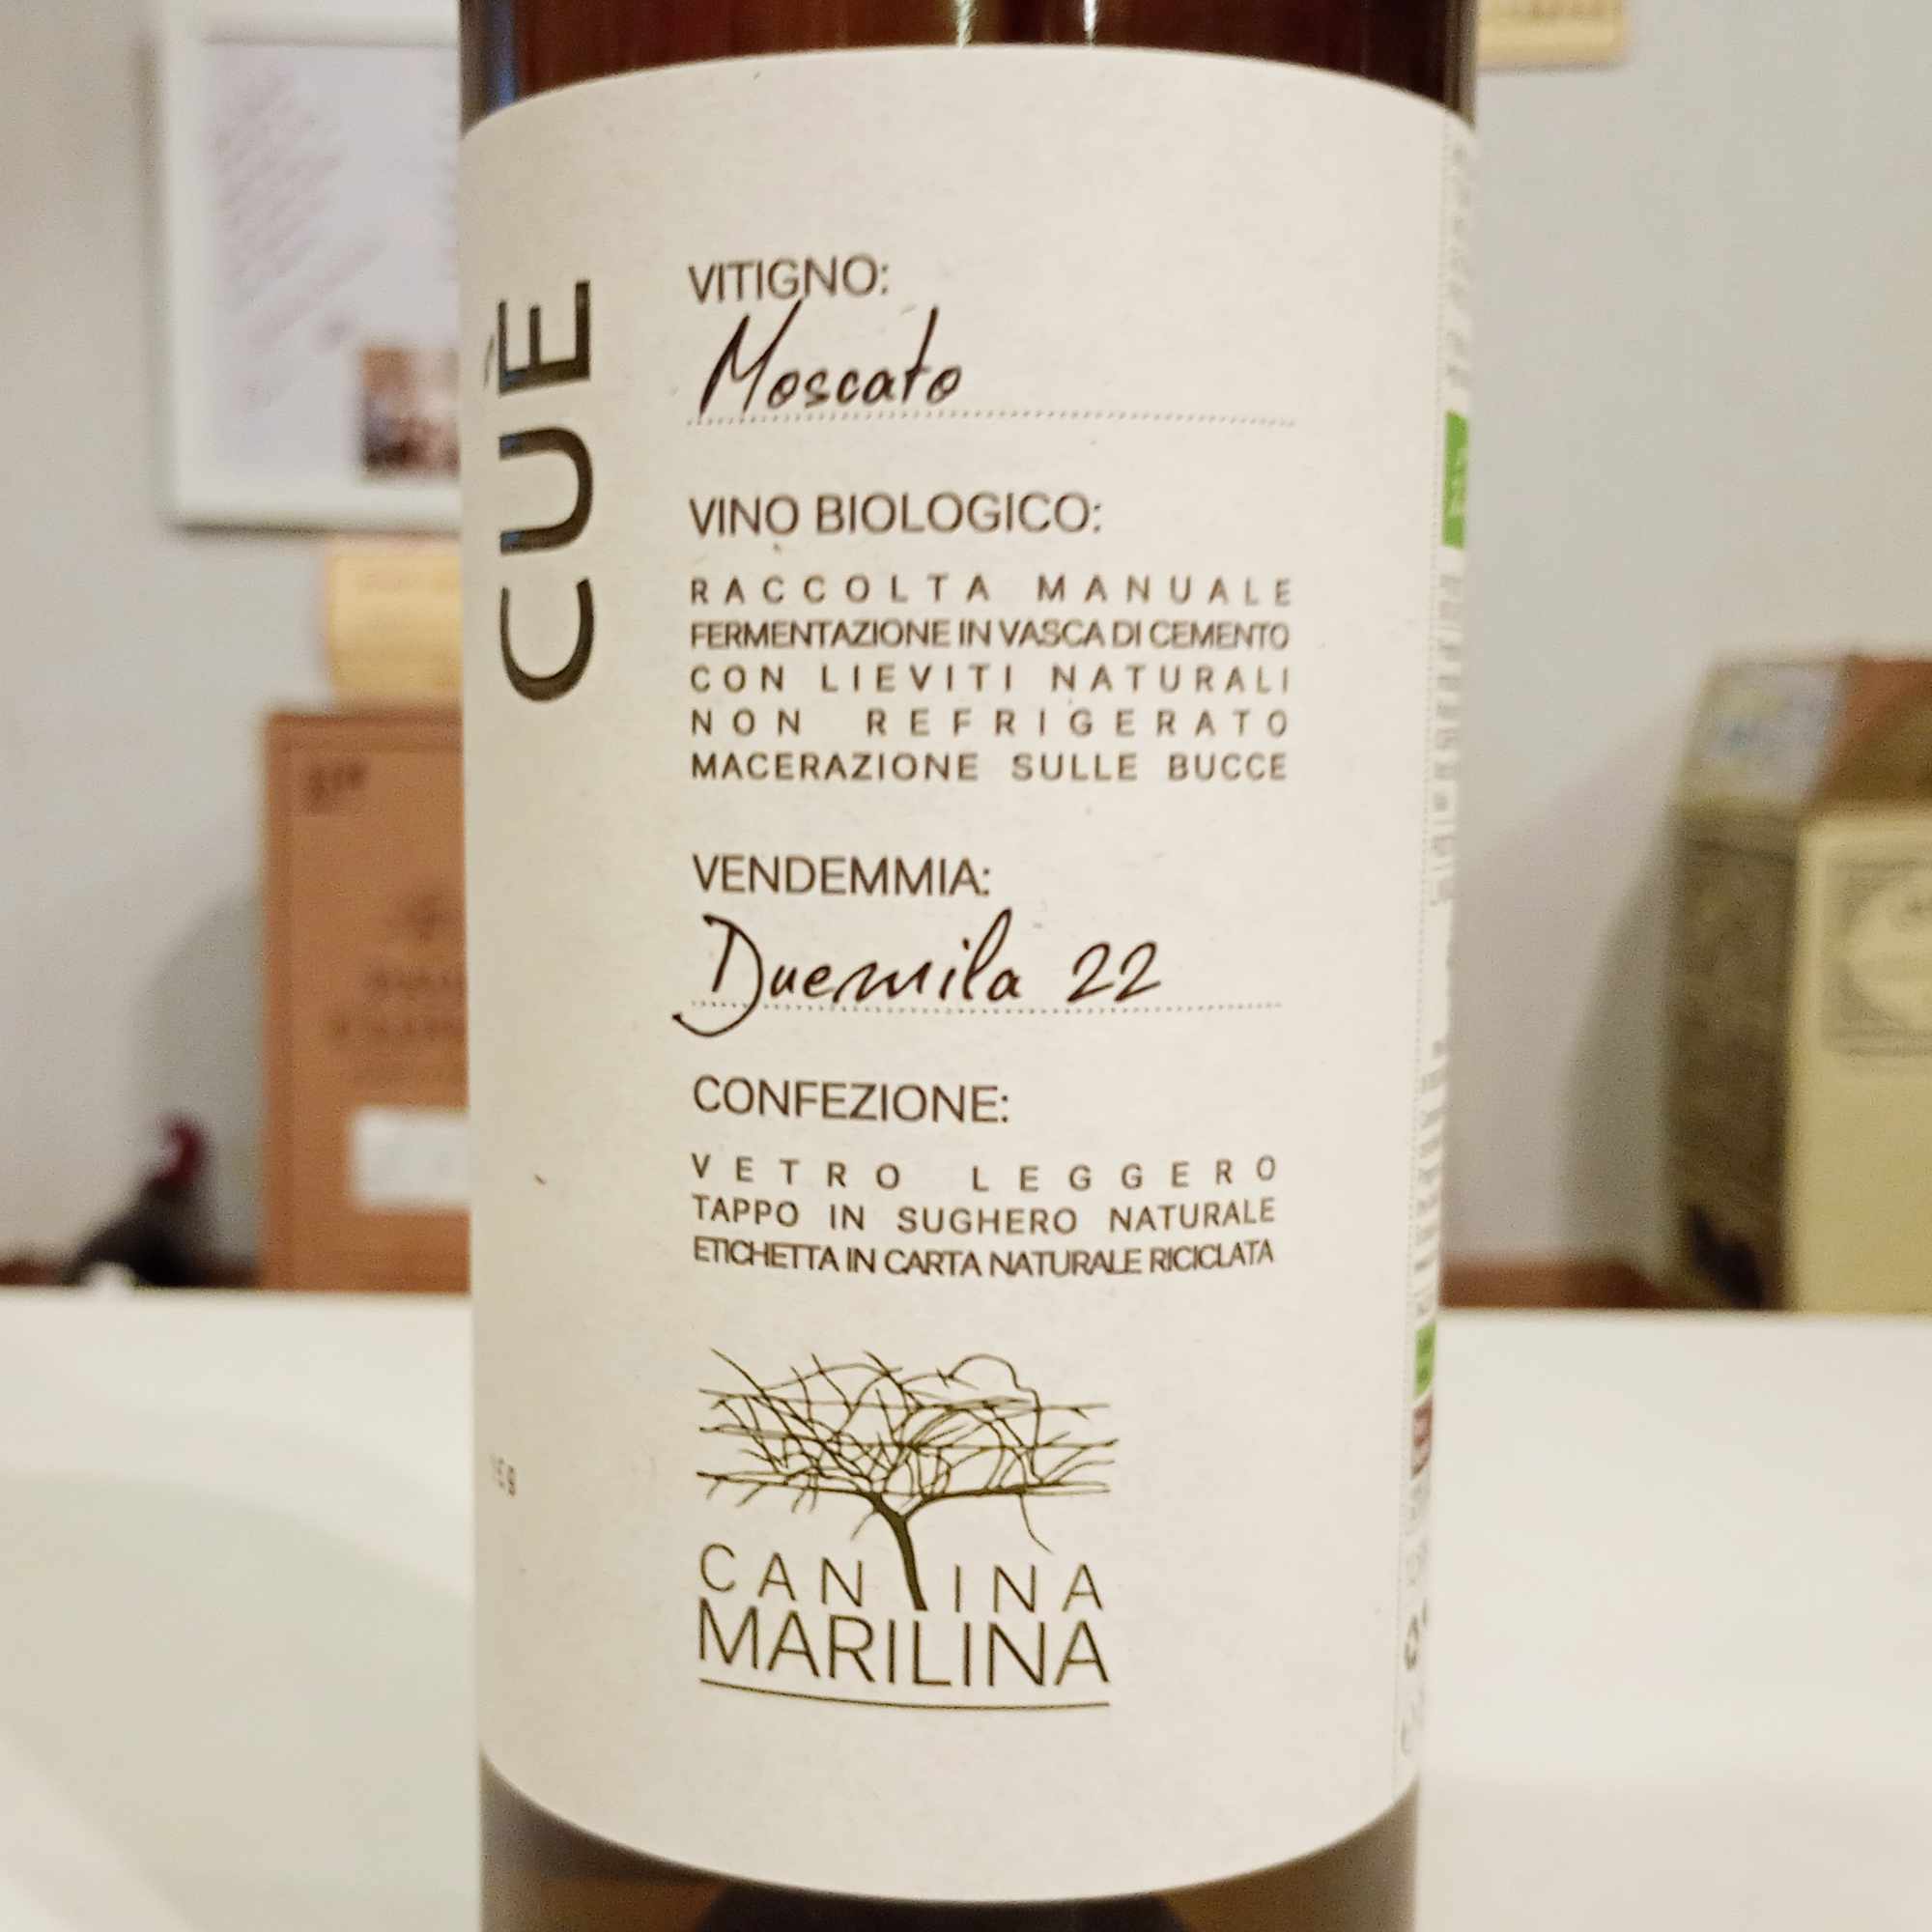 CUÈ
VITIGNO:
Moscato
VINO BIOLOGICO:
RACCOLTA MANUALE
FERMENTAZIONE IN VASCA DI CEMENTO
CON LIEVITI NATURALI
NON REFRIGERATO
MACERAZIONE SULLE BUCCE
VENDEMMIA:
Duemila 22
CONFEZIONE:
VETRO LEGGERO
TAPPO IN SUGHERO NATURALE
ETICHETTA IN CARTA NATURALE RICICLATA
CANTINA
MARILINA